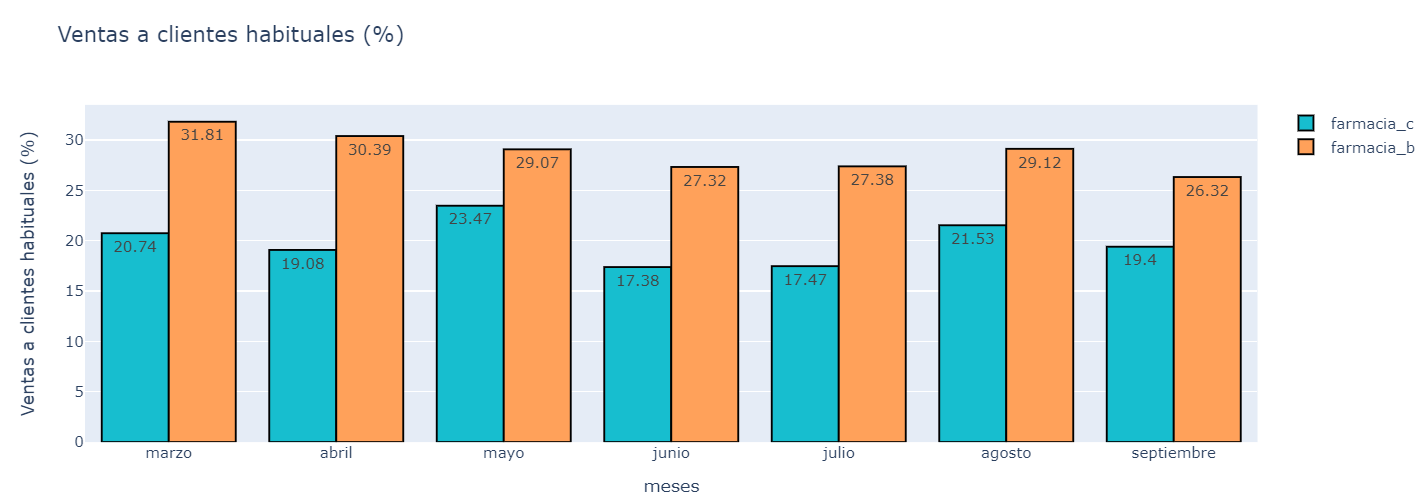 Ventas a clientes habituales (%)
farmacia_c
farmacia_b
Ventas a clientes habituales (%)
30
25
20
15
10
5
0
20.74
31.81
19.08
30.39
23.47
29.07
17.38
27.32
17.47
27.38
21.53
29.12
19.4
26.32
marzo
abril
mayo
junio
julio
agosto
septiembre
meses